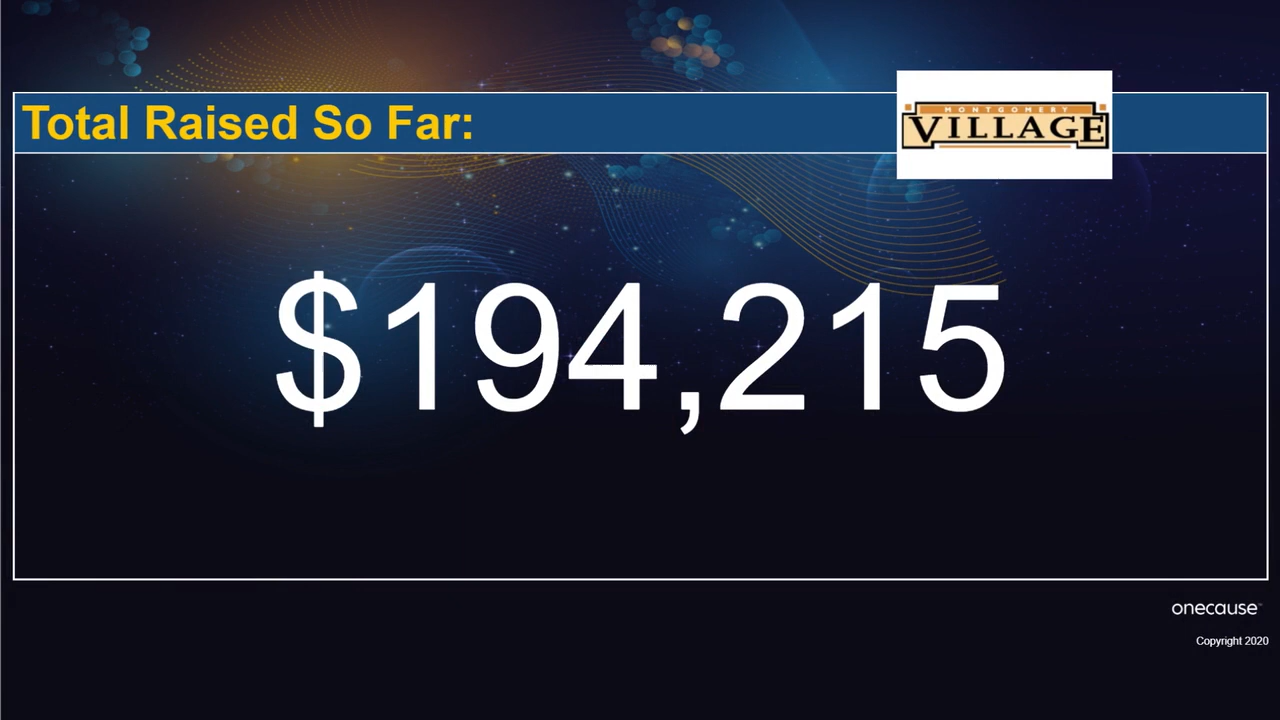 Total Raised So Far:
MONTGOMERY
VILLAGE
$194,215
onecause
Copyright 2020